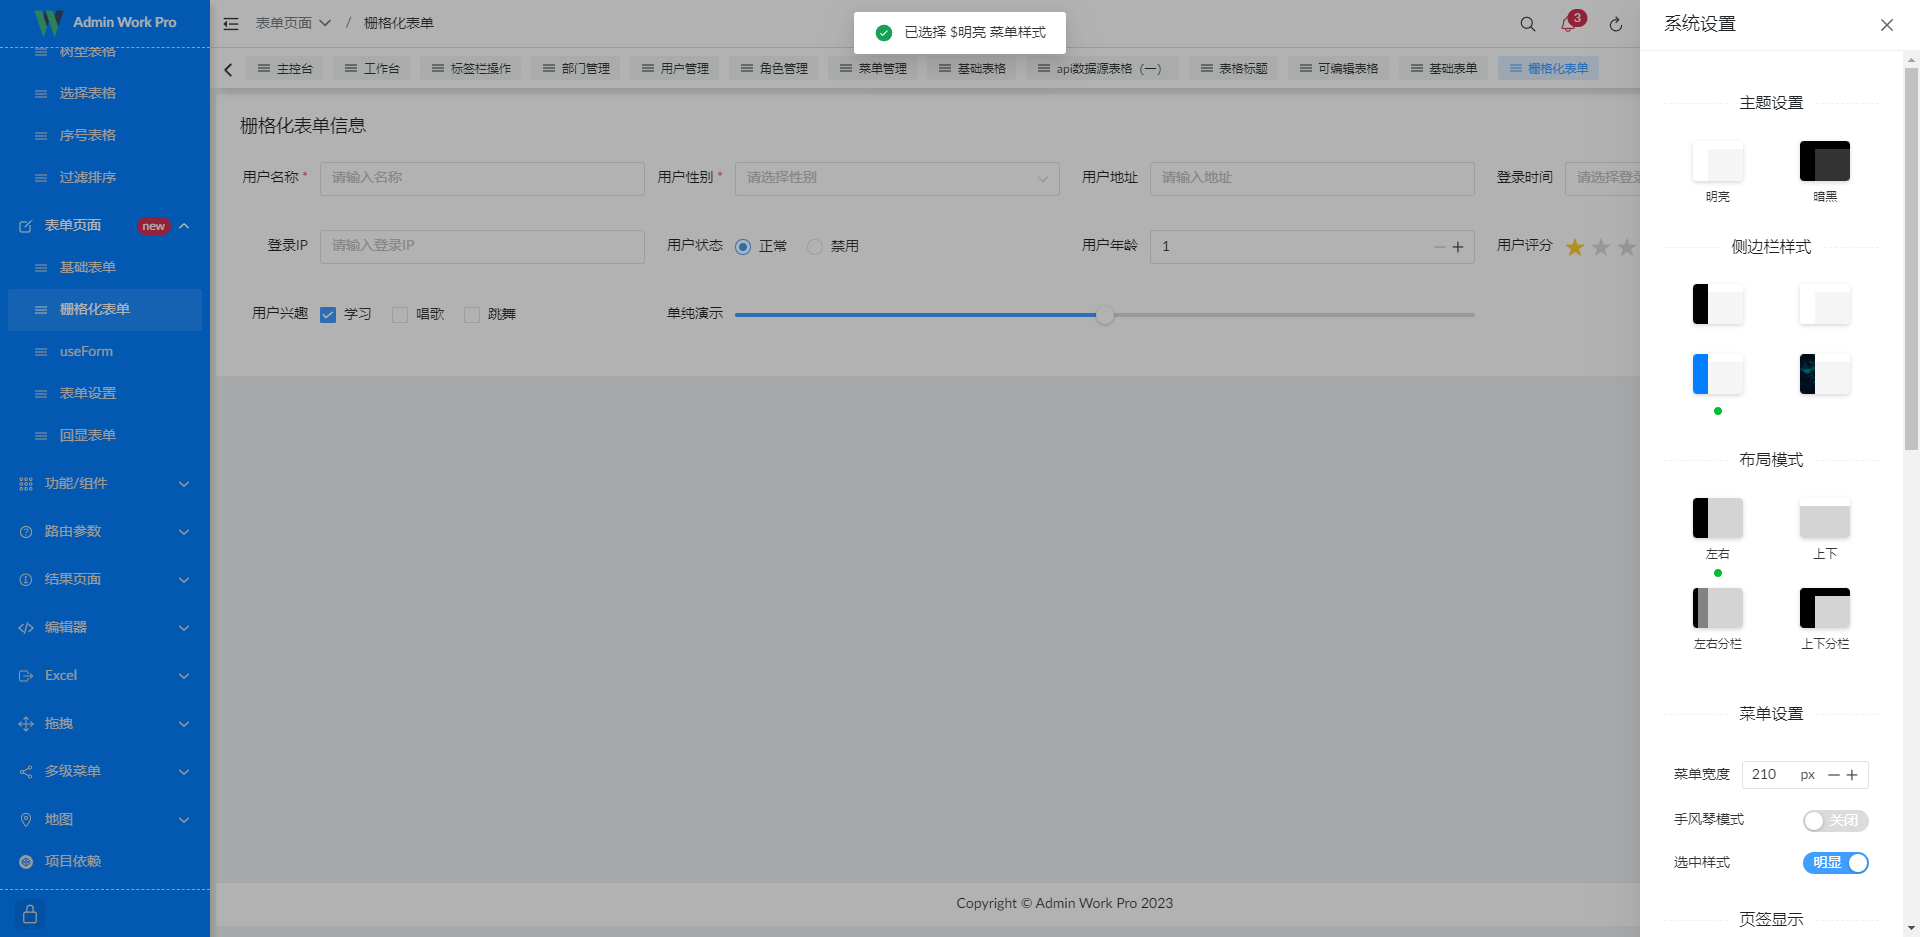 Admin Work Pro
树型表格
选择表格
序号表格
过滤排序
表单页面 new
基础表单
栅格化表单
useForm
表单设置
回显表单
功能/组件
路由参数
结果页面
编辑器
Excel
拖拽
多级菜单
地图
项目依赖
表单页面 / 栅格化表单
已选择 $明亮 菜单样式
3
主控台 工作台 标签栏操作 部门管理 用户管理 角色管理 菜单管理 基础表格 api数据源表格（一） 表格标题 可编辑表格 基础表单 栅格化表单
栅格化表单信息
用户名称 * 请输入名称 用户性别 * 请选择性别 用户地址 请输入地址 登录时间 请选择登录
登录IP 请输入登录IP 用户状态 正常 禁用 用户年龄 1 用户评分
用户兴趣 学习 唱歌 跳舞 单纯演示
Copyright © Admin Work Pro 2023
系统设置
主题设置
明亮 暗黑
侧边栏样式
布局模式
左右 上下
左右分栏 上下分栏
菜单设置
菜单宽度 210 px
手风琴模式 关闭
选中样式 明显
页签显示